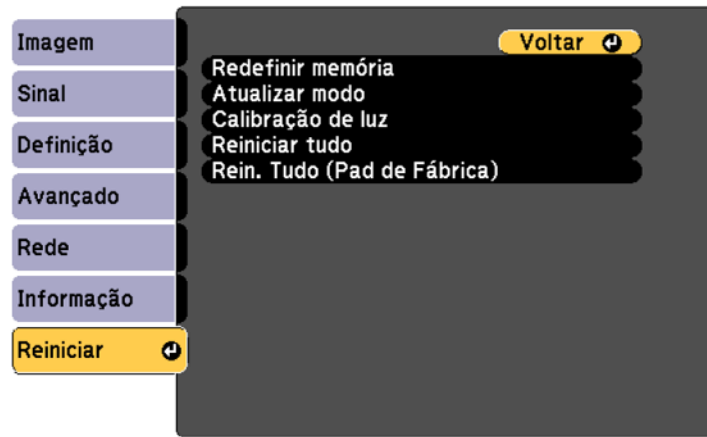 Imagem
Sinal
Definição
Avançado
Rede
Informação
Reiniciar
Voltar
Redefinir memória
Atualizar modo
Calibração de luz
Reiniciar tudo
Rein. Tudo (Pad de Fábrica)